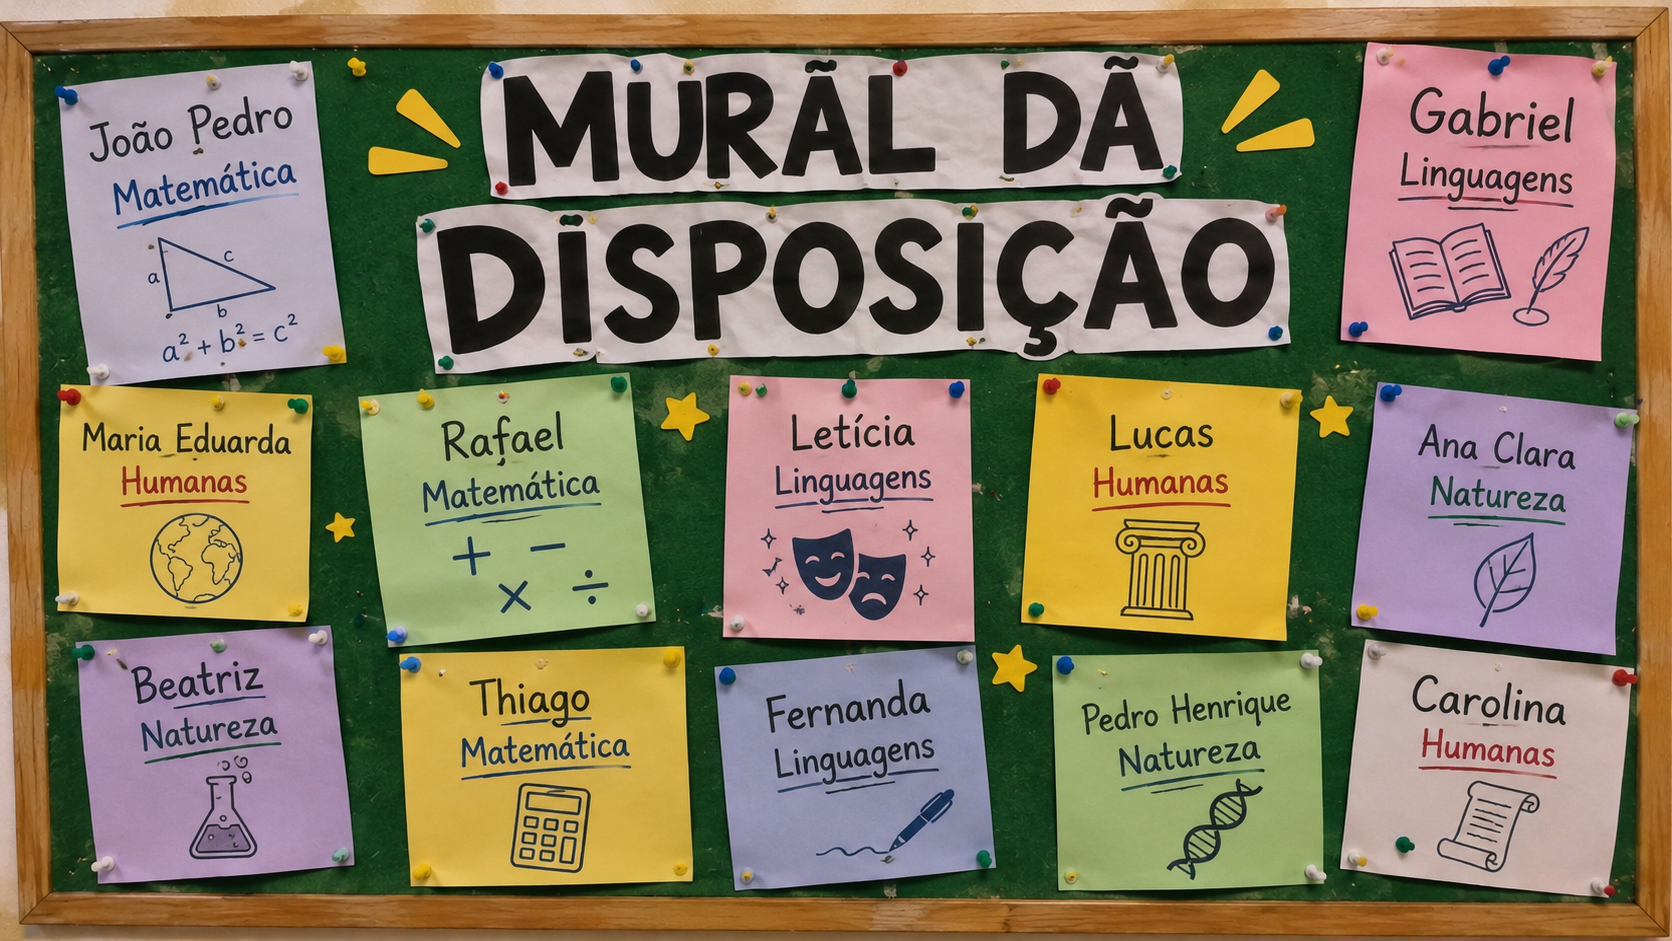 MURÃL DÃ
DISPOSIÇÃO
João Pedro
Matemática
a
c
b
a² + b² = c²
Gabriel
Linguagens
Maria Eduarda
Humanas
Rafael
Matemática
+ −
× ÷
Letícia
Linguagens
Lucas
Humanas
Ana Clara
Natureza
Beatriz
Natureza
Thiago
Matemática
Fernanda
Linguagens
Pedro Henrique
Natureza
Carolina
Humanas